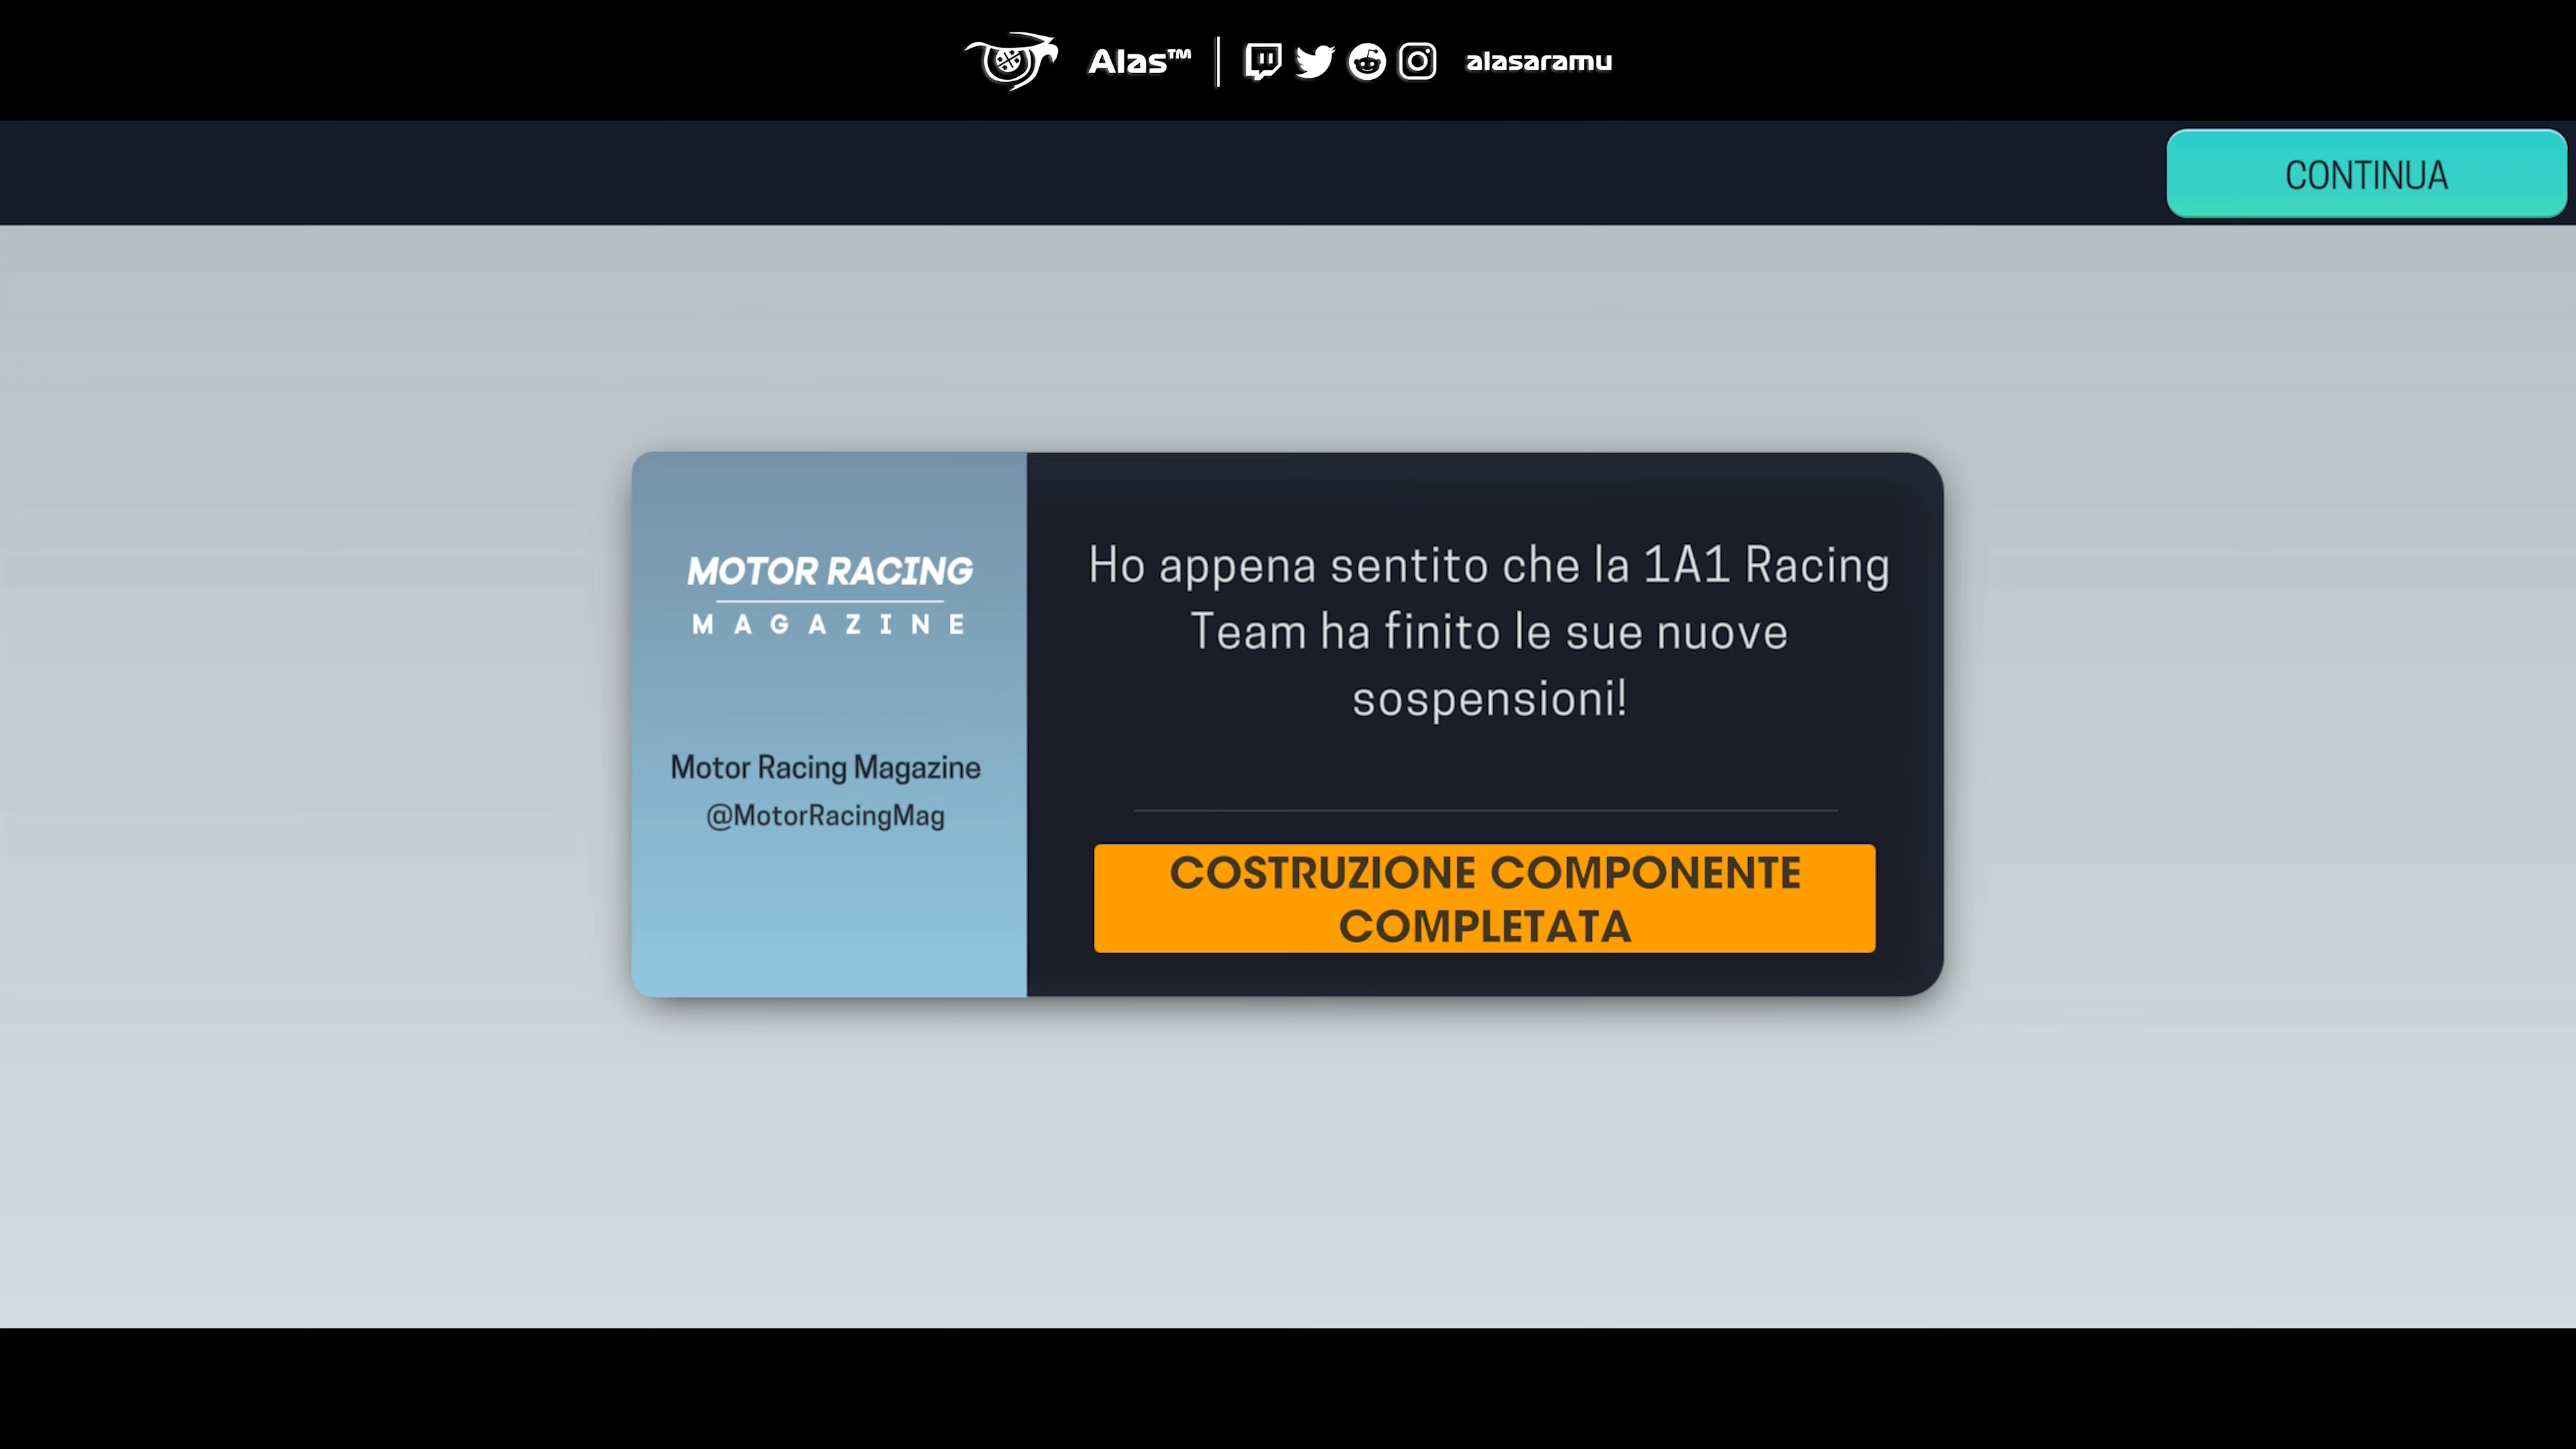 Alas™ alasaramu
CONTINUA
MOTOR RACING
MAGAZINE
Motor Racing Magazine
@MotorRacingMag
Ho appena sentito che la 1A1 Racing
Team ha finito le sue nuove
sospensioni!
COSTRUZIONE COMPONENTE
COMPLETATA